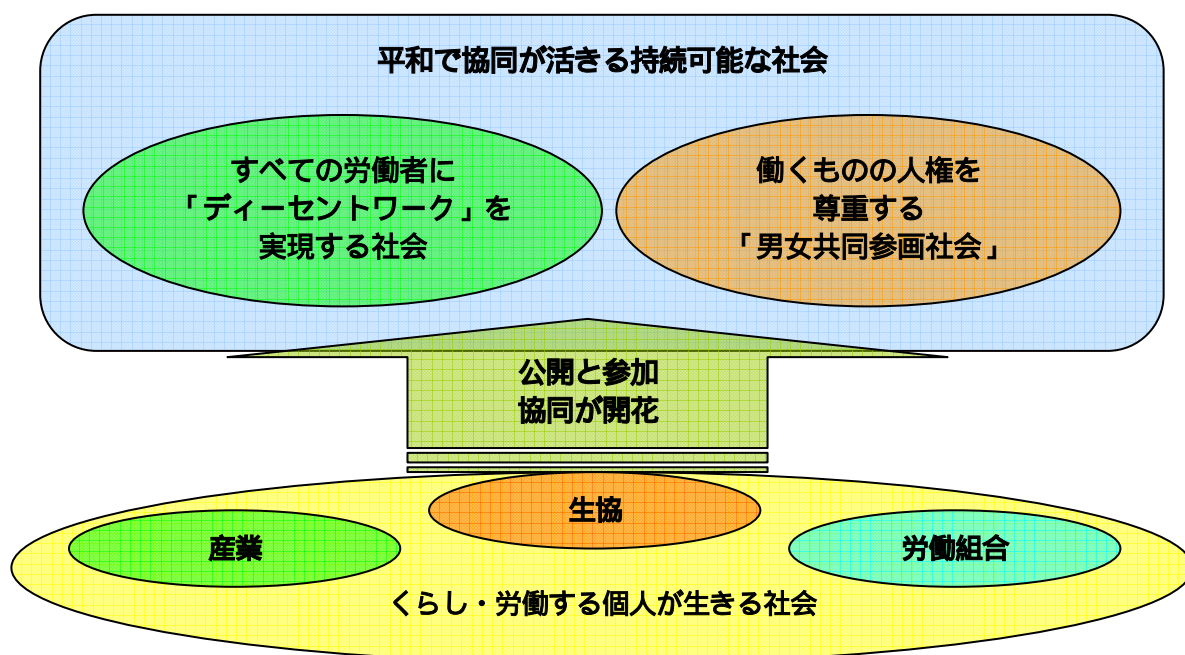 平和で協同が活きる持続可能な社会
すべての労働者に
「ディーセントワーク」を
実現する社会
働くものの人権を
尊重する
「男女共同参画社会」
公開と参加
協同が開花
生協
産業
労働組合
くらし・労働する個人が生きる社会